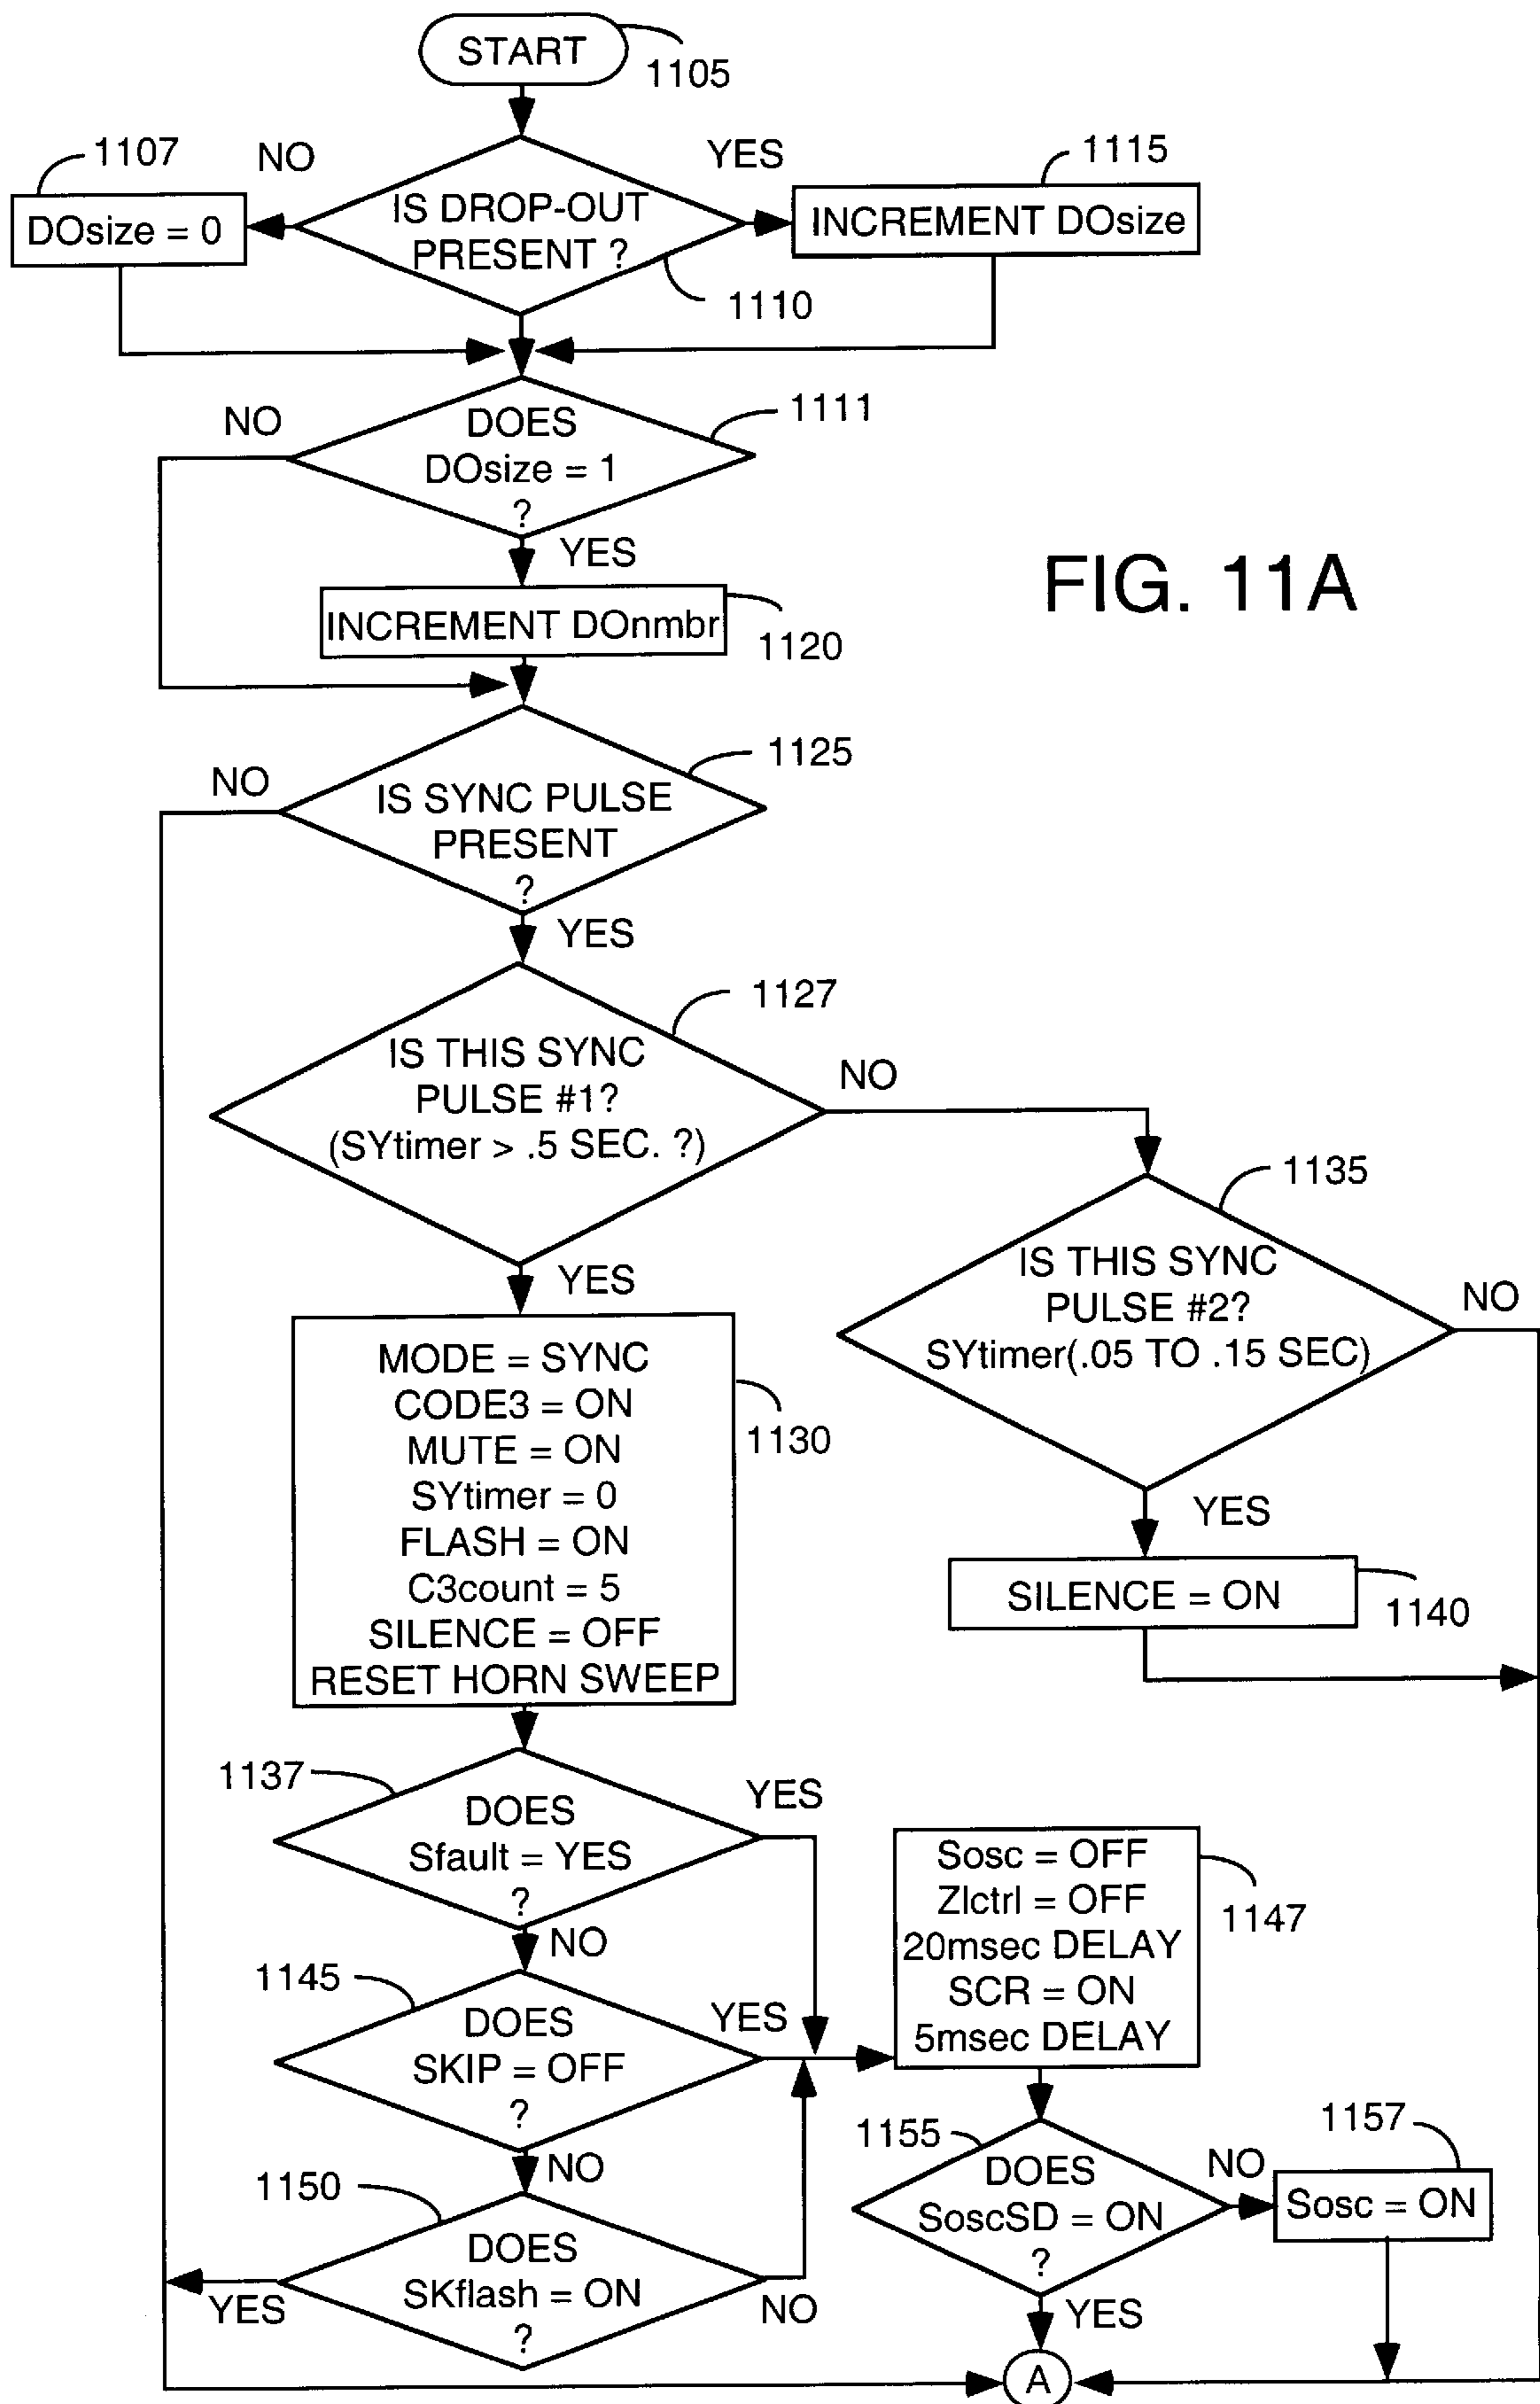 START
1105
1107
NO
YES
1115
DOsize = 0
IS DROP-OUT
PRESENT ?
INCREMENT DOsize
1110
NO
DOES
DOsize = 1
?
1111
YES
FIG. 11A
INCREMENT DOnmbr
1120
NO
IS SYNC PULSE
PRESENT
?
1125
YES
1127
IS THIS SYNC
PULSE #1?
(SYtimer > .5 SEC. ?)
NO
1135
YES
IS THIS SYNC
PULSE #2?
SYtimer(.05 TO .15 SEC)
NO
MODE = SYNC
CODE3 = ON
MUTE = ON
SYtimer = 0
FLASH = ON
C3count = 5
SILENCE = OFF
RESET HORN SWEEP
1130
YES
SILENCE = ON
1140
1137
DOES
Sfault = YES
?
YES
NO
Sosc = OFF
ZIctrl = OFF
20msec DELAY
SCR = ON
5msec DELAY
1147
1145
DOES
SKIP = OFF
?
YES
NO
1150
DOES
SKflash = ON
?
YES
NO
1155
DOES
SoscSD = ON
?
NO
1157
Sosc = ON
YES
A